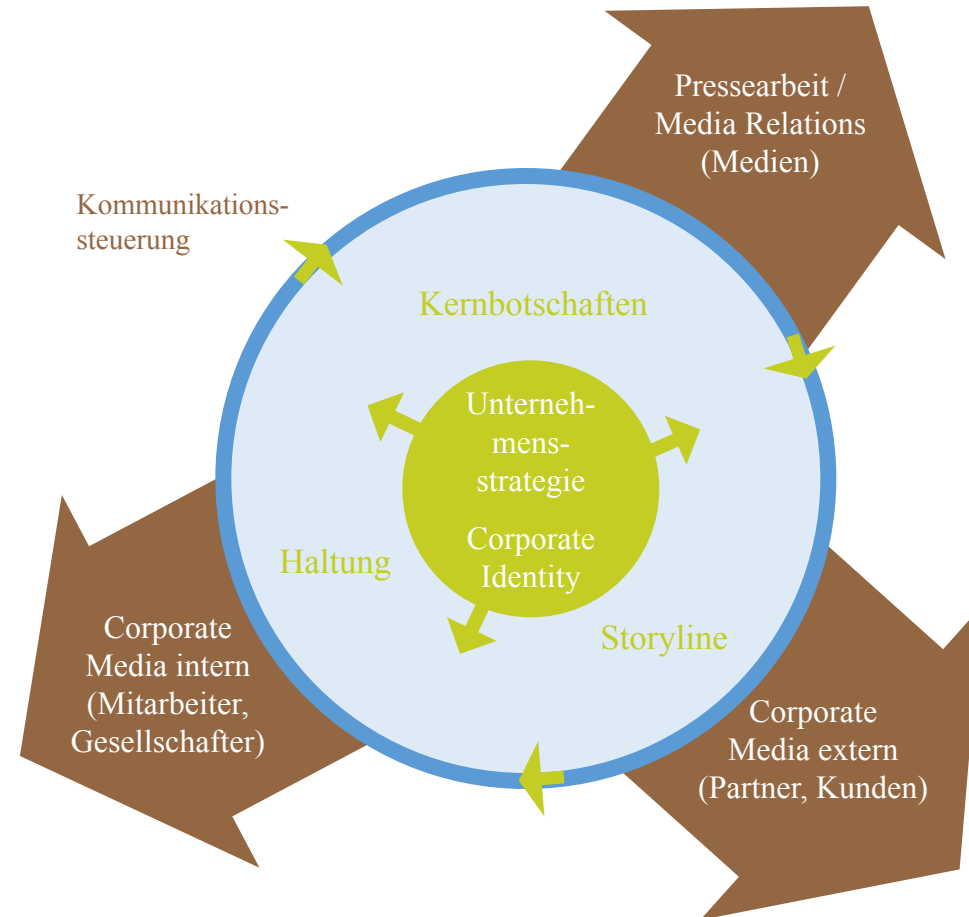 Pressearbeit /
Media Relations
(Medien)
Kommunikations-
steuerung
Kernbotschaften
Unterneh-
mens-
strategie
Corporate
Identity
Haltung
Storyline
Corporate
Media intern
(Mitarbeiter,
Gesellschafter)
Corporate
Media extern
(Partner, Kunden)